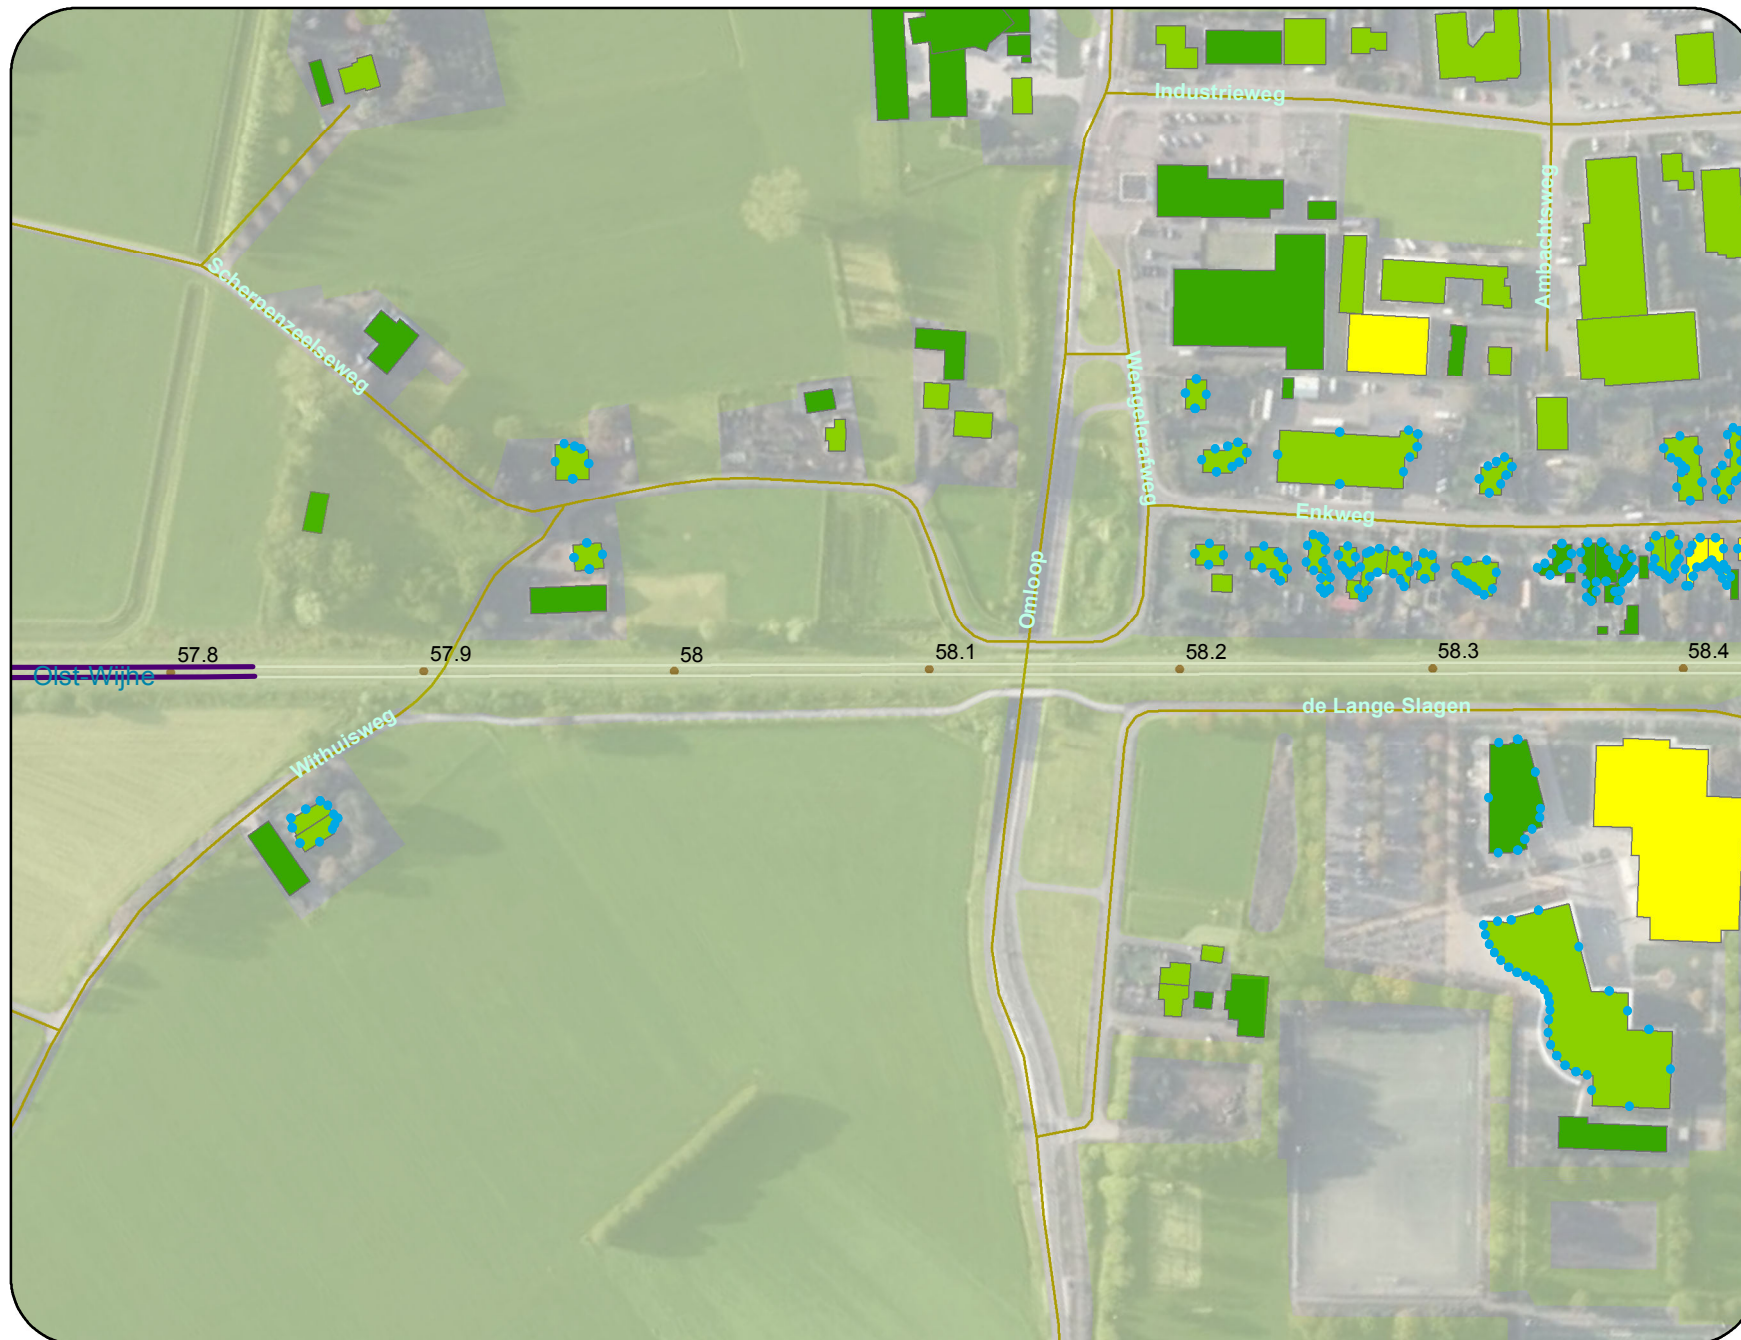 Industrieweg
Ambachtsweg
Scherpenzeelseweg
Wengelerafweg
Enkweg
Omloop
57.8
57.9
58
58.1
58.2
58.3
58.4
Olst-Wijhe
de Lange Slagen
Withuisweg